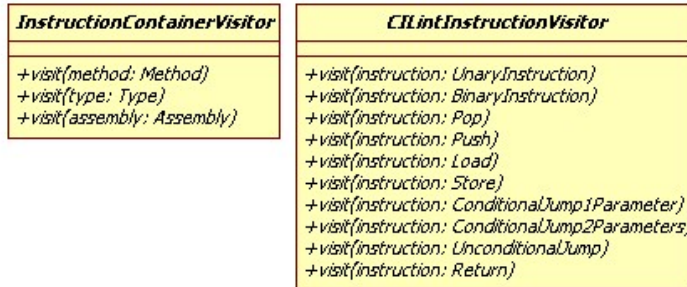 InstructionContainerVisitor
+visit(method: Method)
+visit(type: Type)
+visit(assembly: Assembly)
CILintInstructionVisitor
+visit(instruction: UnaryInstruction)
+visit(instruction: BinaryInstruction)
+visit(instruction: Pop)
+visit(instruction: Push)
+visit(instruction: Load)
+visit(instruction: Store)
+visit(instruction: ConditionalJump1Parameter)
+visit(instruction: ConditionalJump2Parameters)
+visit(instruction: UnconditionalJump)
+visit(instruction: Return)